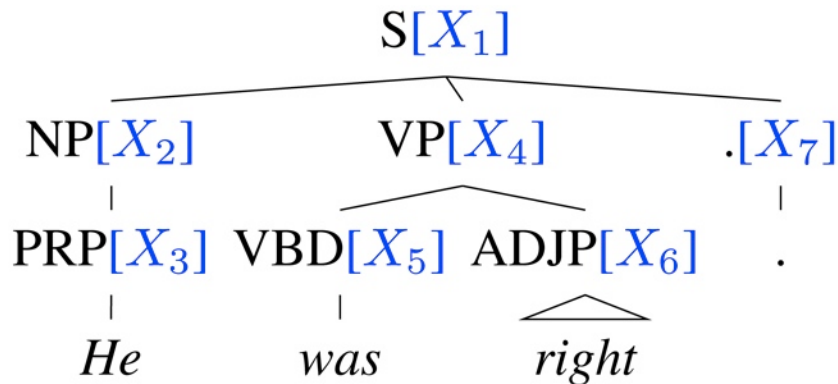 S[X₁]
NP[X₂] VP[X₄] .[X₇]
PRP[X₃] VBD[X₅] ADJP[X₆] .
He was right